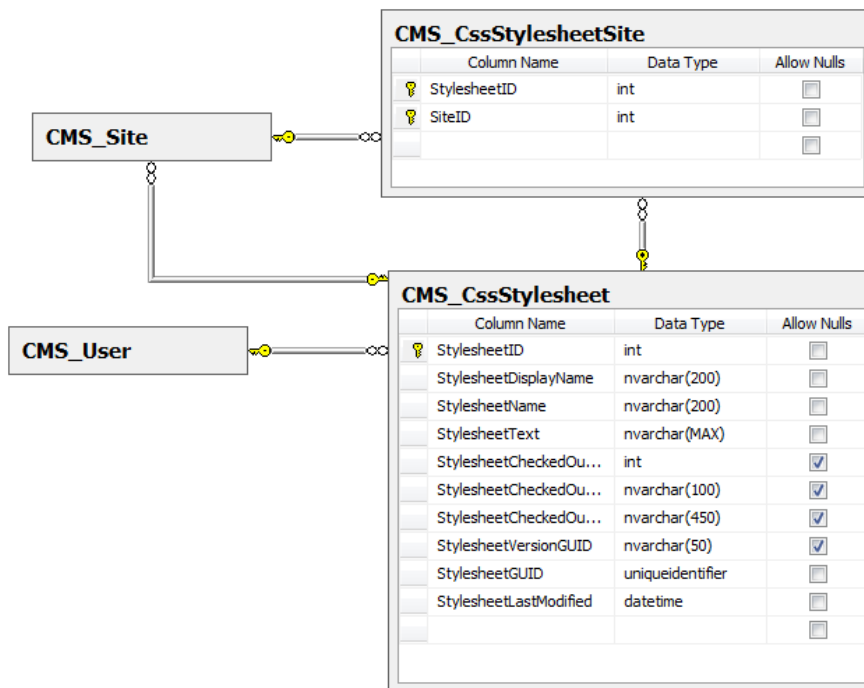 CMS_CssStylesheetSite
Column Name Data Type Allow Nulls
StylesheetID int
SiteID int
CMS_Site
CMS_CssStylesheet
Column Name Data Type Allow Nulls
CMS_User
StylesheetID int
StylesheetDisplayName nvarchar(200)
StylesheetName nvarchar(200)
StylesheetText nvarchar(MAX)
StylesheetCheckedOu... int
StylesheetCheckedOu... nvarchar(100)
StylesheetCheckedOu... nvarchar(450)
StylesheetVersionGUID nvarchar(50)
StylesheetGUID uniqueidentifier
StylesheetLastModified datetime